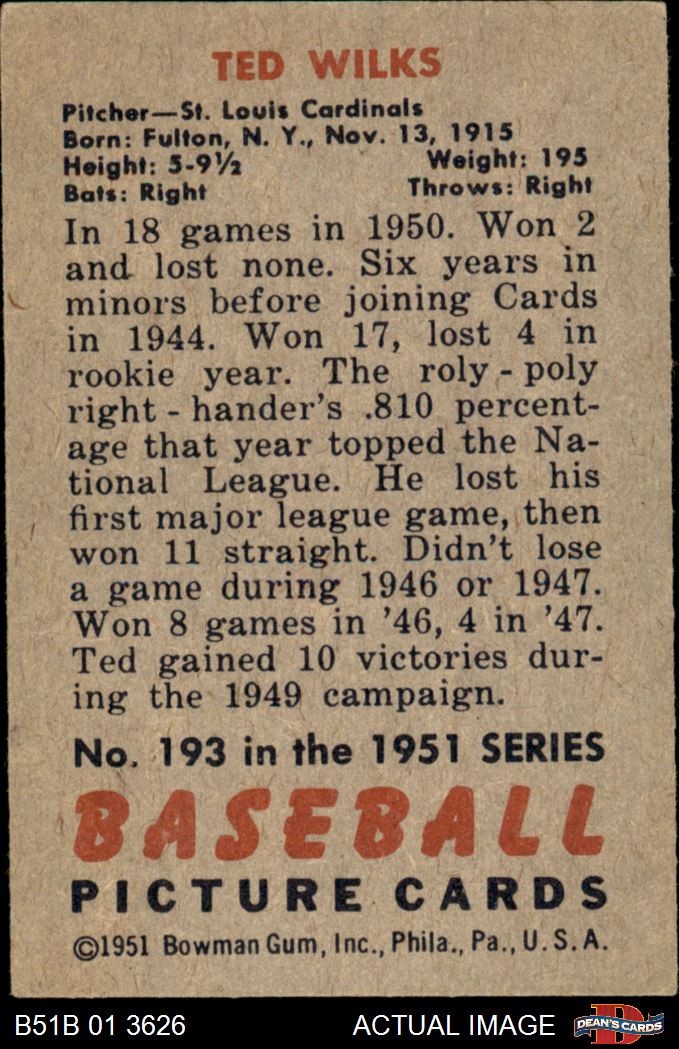 TED WILKS
Pitcher—St. Louis Cardinals
Born: Fulton, N. Y., Nov. 13, 1915
Height: 5-9½ Weight: 195
Bats: Right Throws: Right
In 18 games in 1950. Won 2
and lost none. Six years in
minors before joining Cards
in 1944. Won 17, lost 4 in
rookie year. The roly - poly
right - hander's .810 percent-
age that year topped the Na-
tional League. He lost his
first major league game, then
won 11 straight. Didn't lose
a game during 1946 or 1947.
Won 8 games in '46, 4 in '47.
Ted gained 10 victories dur-
ing the 1949 campaign.
No. 193 in the 1951 SERIES
BASEBALL
PICTURE CARDS
©1951 Bowman Gum, Inc., Phila., Pa., U. S. A.
B51B 01 3626 ACTUAL IMAGE D DEAN'S CARDS